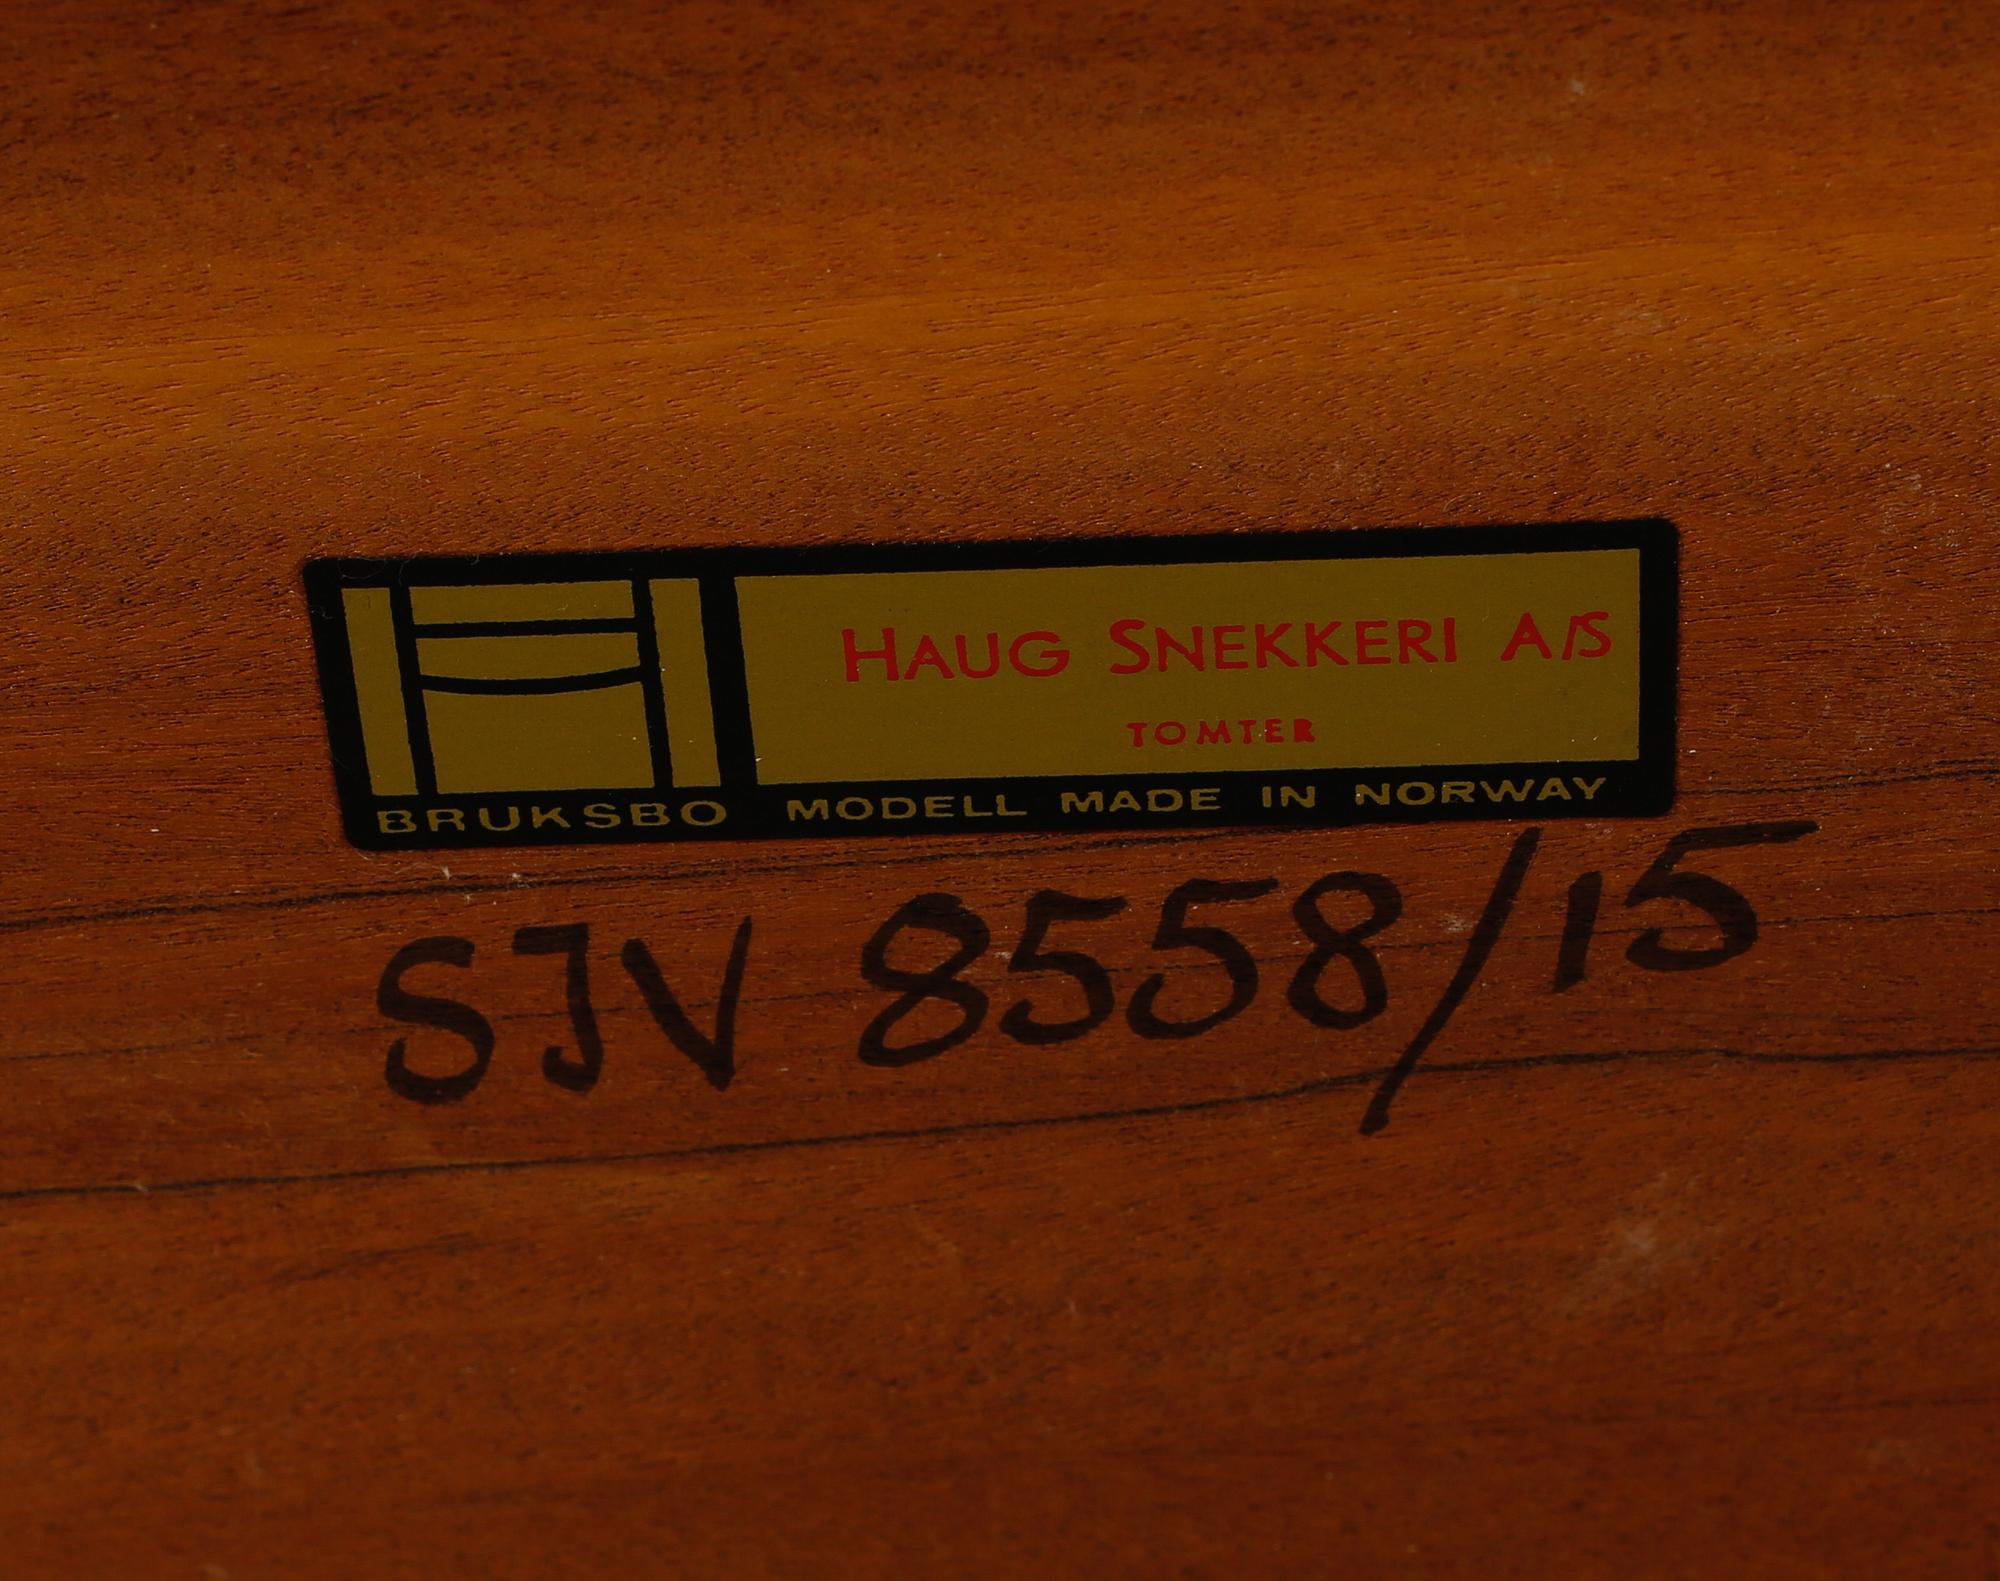 HAUG SNEKKERI A/S
TOMTER
BRUKSBO MODELL MADE IN NORWAY
SJV 8558/15